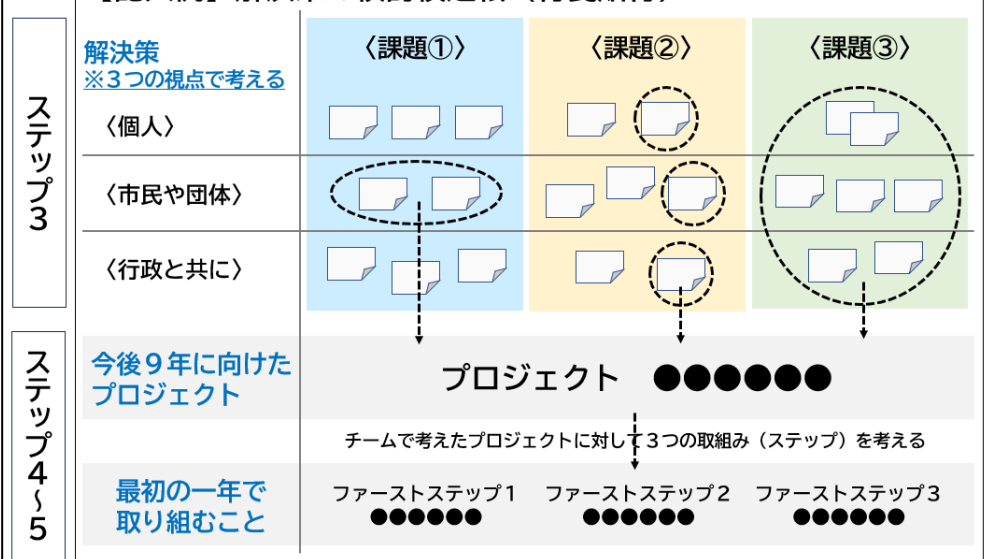 ステップ3
解決策
※３つの視点で考える
〈課題①〉
〈課題②〉
〈課題③〉
〈個人〉
〈市民や団体〉
〈行政と共に〉
ステップ4～5
今後９年に向けた
プロジェクト
プロジェクト　●●●●●●
チームで考えたプロジェクトに対して３つの取組み（ステップ）を考える
最初の一年で
取り組むこと
ファーストステップ１
●●●●●●
ファーストステップ２
●●●●●●
ファーストステップ３
●●●●●●